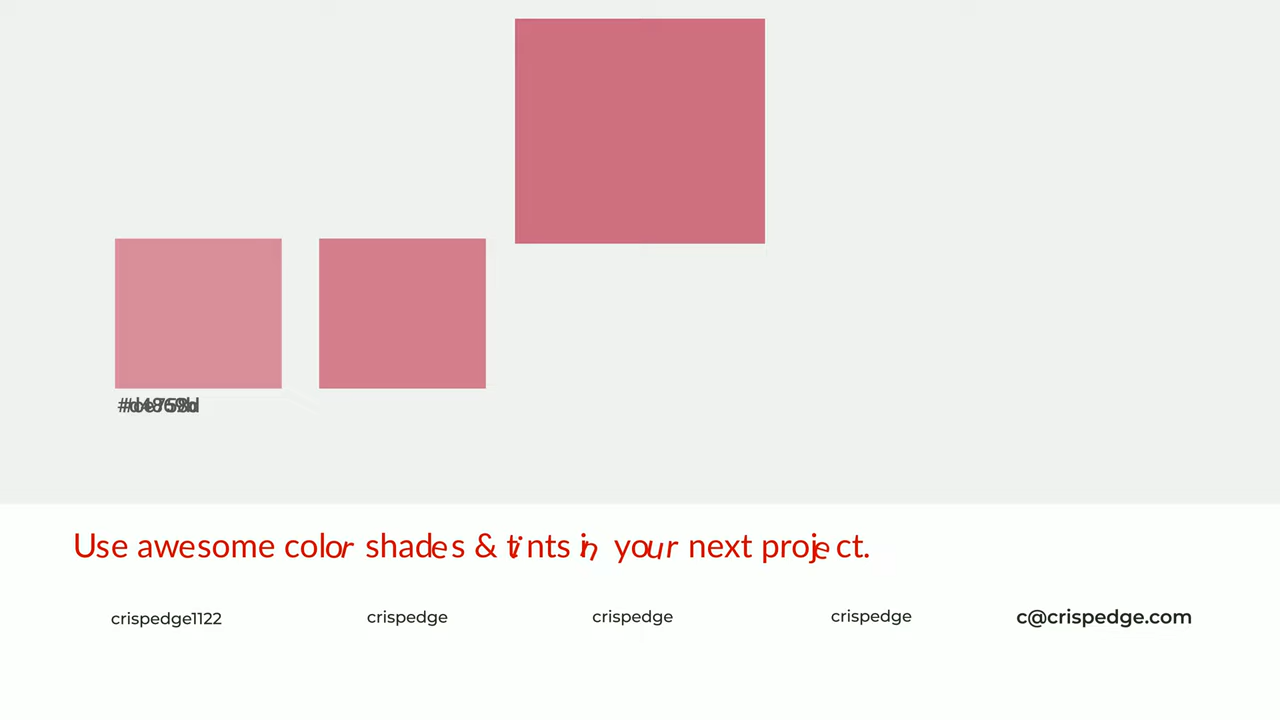 Use awesome color shades & tints in your next project.
crispedge1122 crispedge crispedge crispedge c@crispedge.com